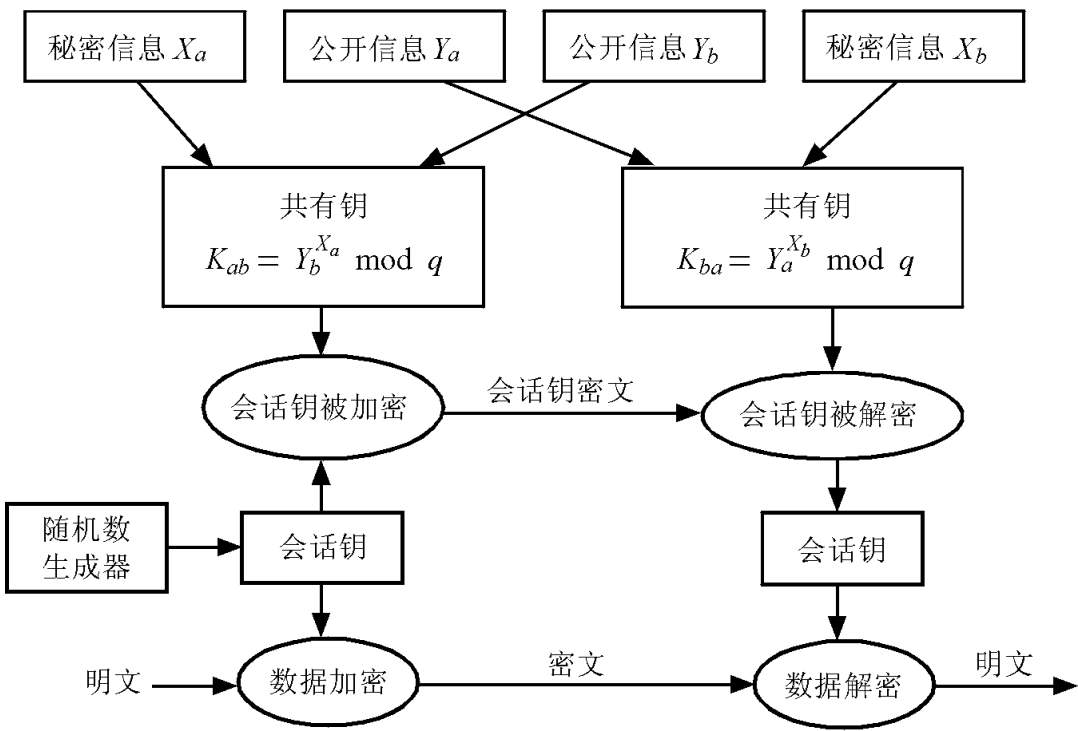 秘密信息 Xa
公开信息 Ya
公开信息 Yb
秘密信息 Xb
共有钥
Kab = Yb^Xa mod q
共有钥
Kba = Ya^Xb mod q
会话钥被加密
会话钥密文
会话钥被解密
随机数
生成器
会话钥
会话钥
明文
数据加密
密文
数据解密
明文